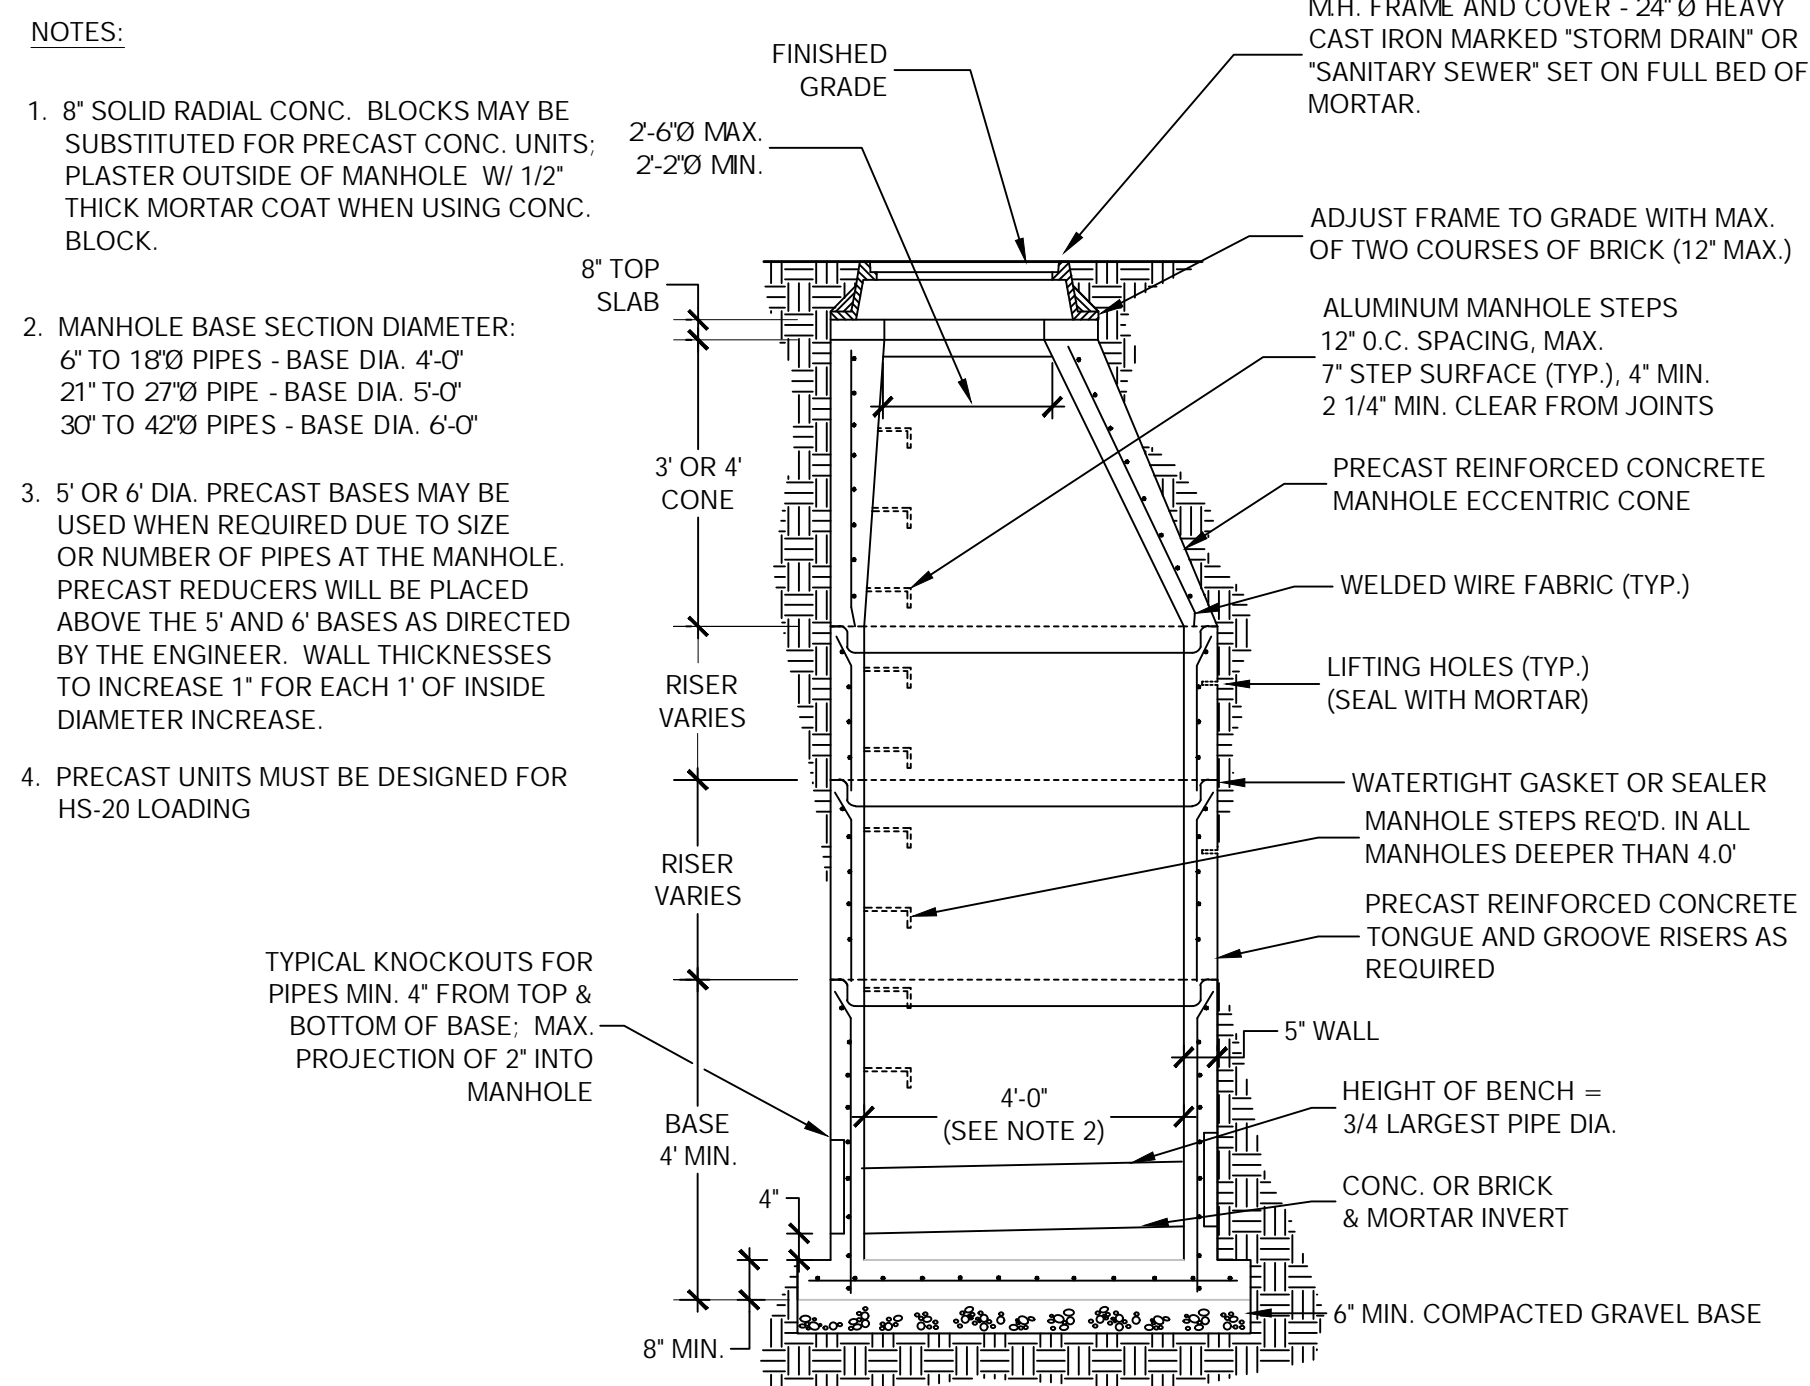 NOTES:
1. 8" SOLID RADIAL CONC. BLOCKS MAY BE
SUBSTITUTED FOR PRECAST CONC. UNITS;
PLASTER OUTSIDE OF MANHOLE W/ 1/2"
THICK MORTAR COAT WHEN USING CONC.
BLOCK.
2. MANHOLE BASE SECTION DIAMETER:
6" TO 18"Ø PIPES - BASE DIA. 4'-0"
21" TO 27"Ø PIPE - BASE DIA. 5'-0"
30" TO 42"Ø PIPES - BASE DIA. 6'-0"
3. 5' OR 6' DIA. PRECAST BASES MAY BE
USED WHEN REQUIRED DUE TO SIZE
OR NUMBER OF PIPES AT THE MANHOLE.
PRECAST REDUCERS WILL BE PLACED
ABOVE THE 5' AND 6' BASES AS DIRECTED
BY THE ENGINEER. WALL THICKNESSES
TO INCREASE 1" FOR EACH 1' OF INSIDE
DIAMETER INCREASE.
4. PRECAST UNITS MUST BE DESIGNED FOR
HS-20 LOADING
FINISHED
GRADE
2'-6"Ø MAX.
2'-2"Ø MIN.
8" TOP
SLAB
3' OR 4'
CONE
RISER
VARIES
RISER
VARIES
TYPICAL KNOCKOUTS FOR
PIPES MIN. 4" FROM TOP &
BOTTOM OF BASE; MAX.
PROJECTION OF 2" INTO
MANHOLE
BASE
4' MIN.
4"
8" MIN.
4'-0"
(SEE NOTE 2)
M.H. FRAME AND COVER - 24" Ø HEAVY
CAST IRON MARKED "STORM DRAIN" OR
"SANITARY SEWER" SET ON FULL BED OF
MORTAR.
ADJUST FRAME TO GRADE WITH MAX.
OF TWO COURSES OF BRICK (12" MAX.)
ALUMINUM MANHOLE STEPS
12" O.C. SPACING, MAX.
7" STEP SURFACE (TYP.), 4" MIN.
2 1/4" MIN. CLEAR FROM JOINTS
PRECAST REINFORCED CONCRETE
MANHOLE ECCENTRIC CONE
WELDED WIRE FABRIC (TYP.)
LIFTING HOLES (TYP.)
(SEAL WITH MORTAR)
WATERTIGHT GASKET OR SEALER
MANHOLE STEPS REQ'D. IN ALL
MANHOLES DEEPER THAN 4.0'
PRECAST REINFORCED CONCRETE
TONGUE AND GROOVE RISERS AS
REQUIRED
5" WALL
HEIGHT OF BENCH =
3/4 LARGEST PIPE DIA.
CONC. OR BRICK
& MORTAR INVERT
6" MIN. COMPACTED GRAVEL BASE